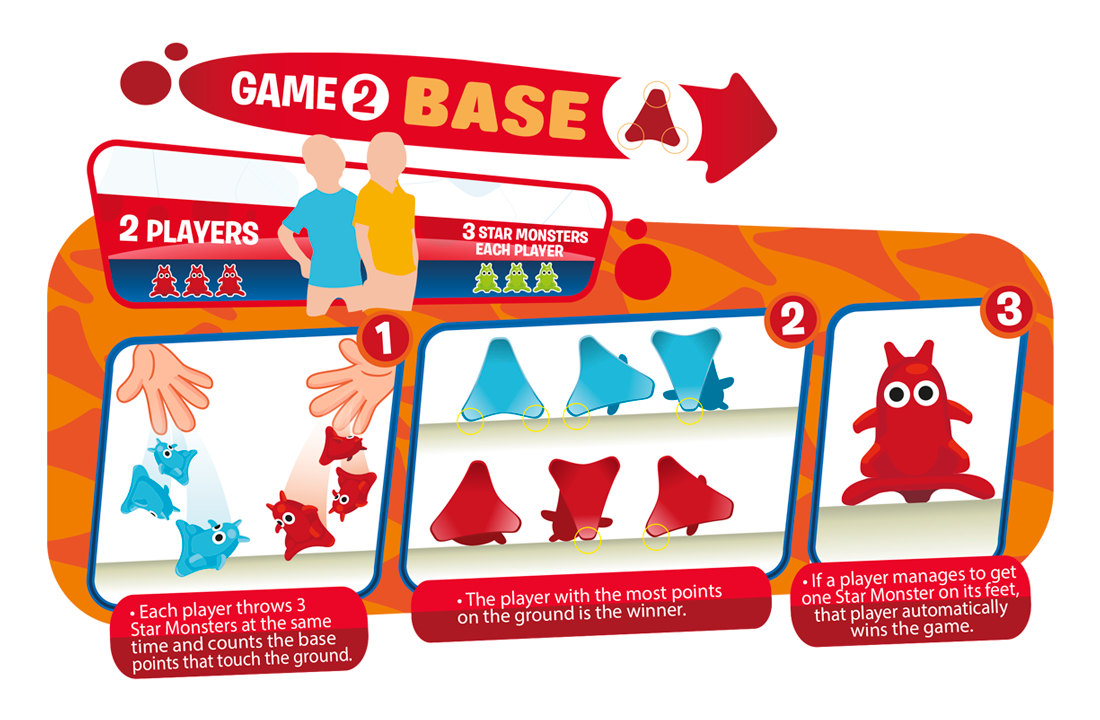 GAME 2 BASE
2 PLAYERS
3 STAR MONSTERS
EACH PLAYER
1
2
3
• Each player throws 3
Star Monsters at the same
time and counts the base
points that touch the ground.
• The player with the most points
on the ground is the winner.
• If a player manages to get
one Star Monster on its feet,
that player automatically
wins the game.